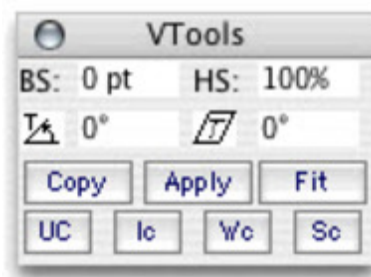 VTools
BS: 0 pt HS: 100%
0° 0°
Copy Apply Fit
UC lc Wc Sc